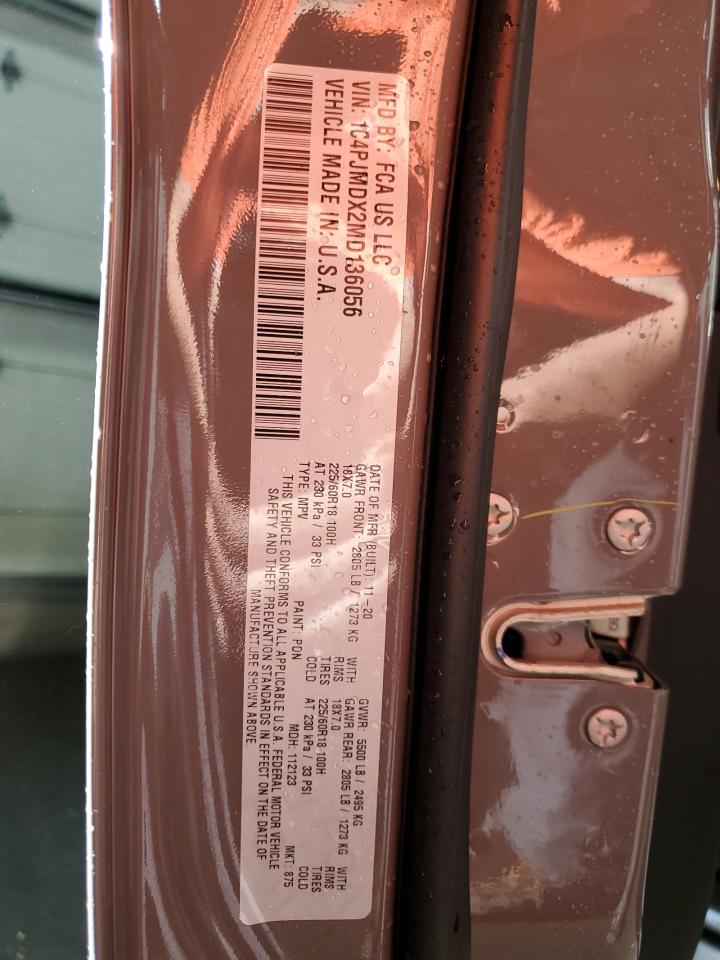 MFD BY: FCA US LLC
VIN: 1C4PJMDX2MD136056
VEHICLE MADE IN: U.S.A.
DATE OF MFR (BUILT): 11-20 GVWR: 5500 LB / 2495 KG
GAWR FRONT: 2805 LB / 1273 KG WITH GAWR REAR: 2805 LB / 1273 KG WITH
18X7.0 RIMS 18X7.0 RIMS
225/60R18 100H TIRES 225/60R18 100H TIRES
AT 230 kPa / 33 PSI COLD AT 230 kPa / 33 PSI COLD
TYPE: MPV PAINT: PDN MDH: 112123 MKT: 875
THIS VEHICLE CONFORMS TO ALL APPLICABLE U.S.A. FEDERAL MOTOR VEHICLE
SAFETY AND THEFT PREVENTION STANDARDS IN EFFECT ON THE DATE OF
MANUFACTURE SHOWN ABOVE